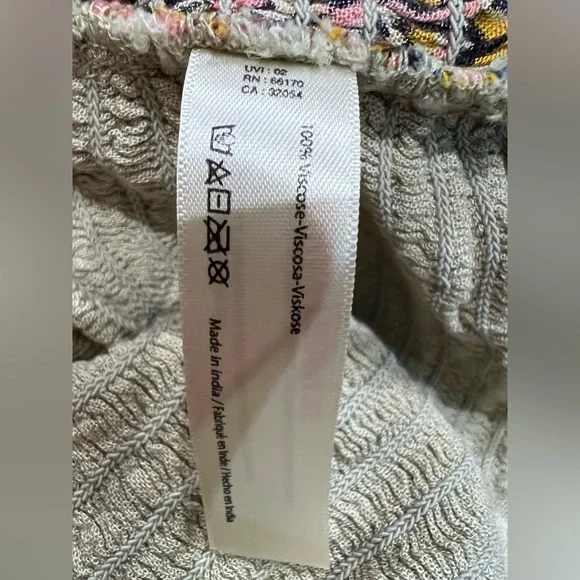 UVI : 02
RN : 66170
CA : 32054
100% Viscose-Viscosa-Viskose
Made in India / Fabriqué en Inde / Hecho en India